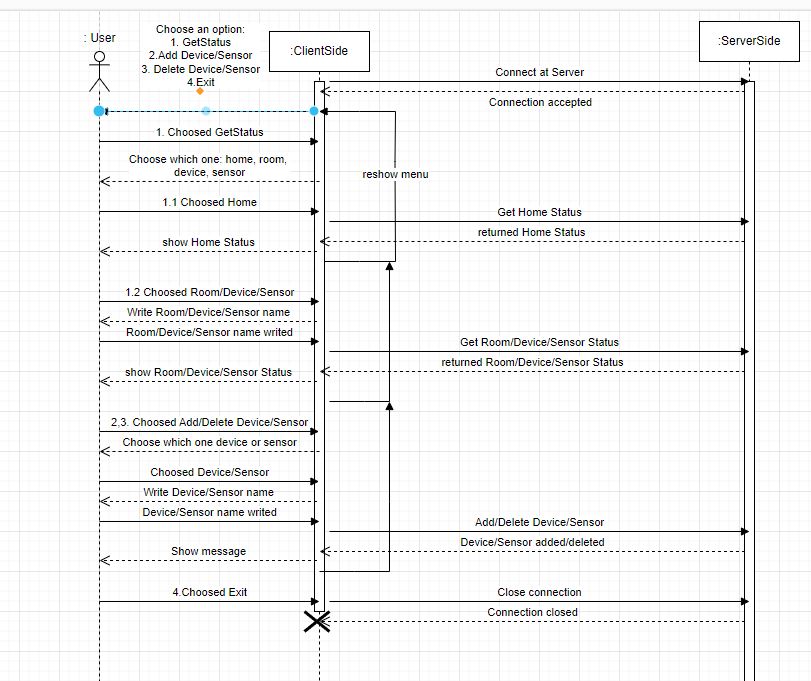 : User
Choose an option:
1. GetStatus
2.Add Device/Sensor
3. Delete Device/Sensor
4.Exit
:ClientSide
:ServerSide
Connect at Server
Connection accepted
1. Choosed GetStatus
Choose which one: home, room,
device, sensor
reshow menu
1.1 Choosed Home
Get Home Status
returned Home Status
show Home Status
1.2 Choosed Room/Device/Sensor
Write Room/Device/Sensor name
Room/Device/Sensor name writed
Get Room/Device/Sensor Status
returned Room/Device/Sensor Status
show Room/Device/Sensor Status
2,3. Choosed Add/Delete Device/Sensor
Choose which one device or sensor
Choosed Device/Sensor
Write Device/Sensor name
Device/Sensor name writed
Add/Delete Device/Sensor
Device/Sensor added/deleted
Show message
4.Choosed Exit
Close connection
Connection closed